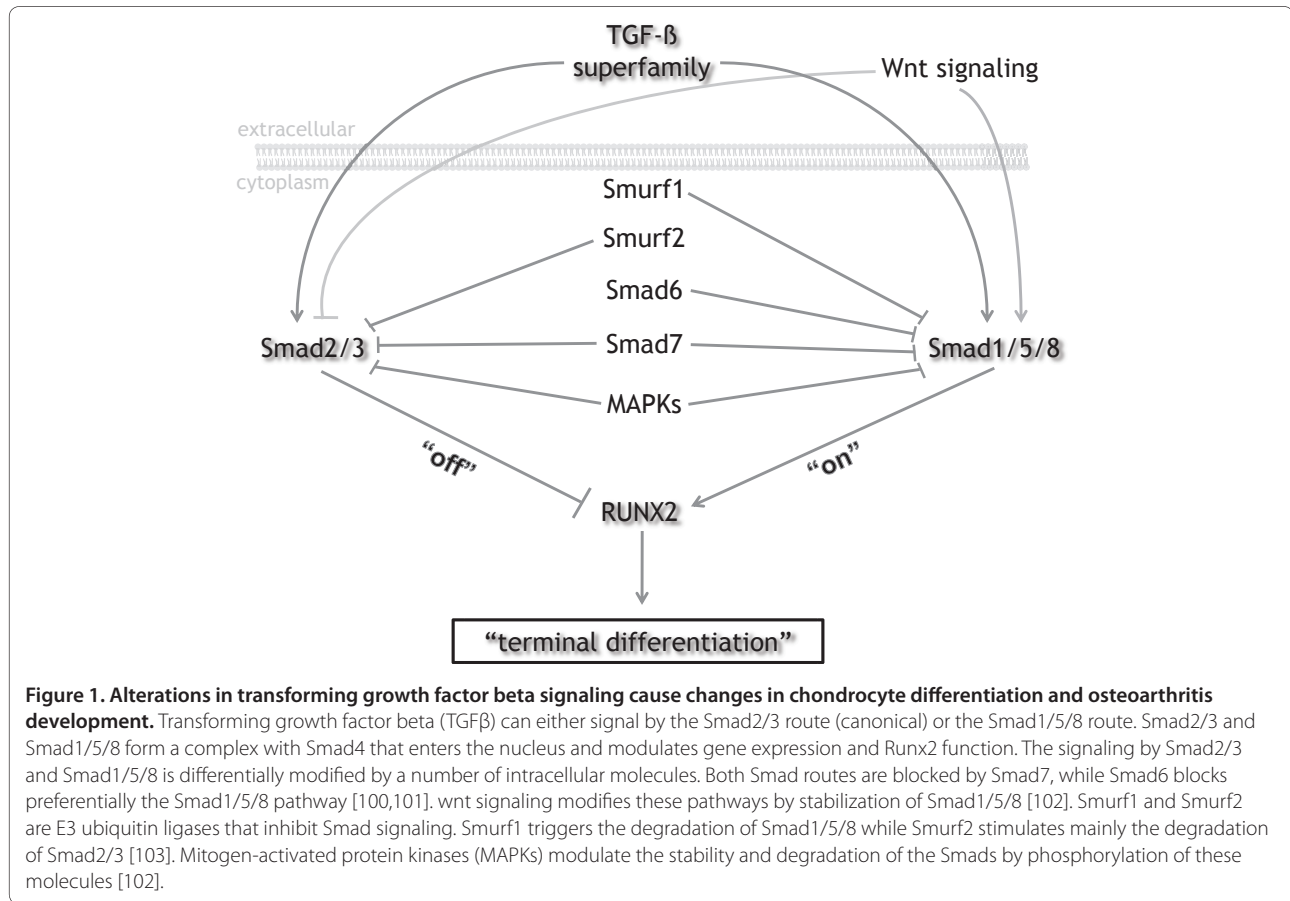 TGF-ß
superfamily
Wnt signaling
extracellular
cytoplasm
Smurf1
Smurf2
Smad6
Smad2/3
Smad7
Smad1/5/8
MAPKs
“off”
“on”
RUNX2
“terminal differentiation”
Figure 1. Alterations in transforming growth factor beta signaling cause changes in chondrocyte differentiation and osteoarthritis
development. Transforming growth factor beta (TGFβ) can either signal by the Smad2/3 route (canonical) or the Smad1/5/8 route. Smad2/3 and
Smad1/5/8 form a complex with Smad4 that enters the nucleus and modulates gene expression and Runx2 function. The signaling by Smad2/3
and Smad1/5/8 is differentially modified by a number of intracellular molecules. Both Smad routes are blocked by Smad7, while Smad6 blocks
preferentially the Smad1/5/8 pathway [100,101]. wnt signaling modifies these pathways by stabilization of Smad1/5/8 [102]. Smurf1 and Smurf2
are E3 ubiquitin ligases that inhibit Smad signaling. Smurf1 triggers the degradation of Smad1/5/8 while Smurf2 stimulates mainly the degradation
of Smad2/3 [103]. Mitogen-activated protein kinases (MAPKs) modulate the stability and degradation of the Smads by phosphorylation of these
molecules [102].